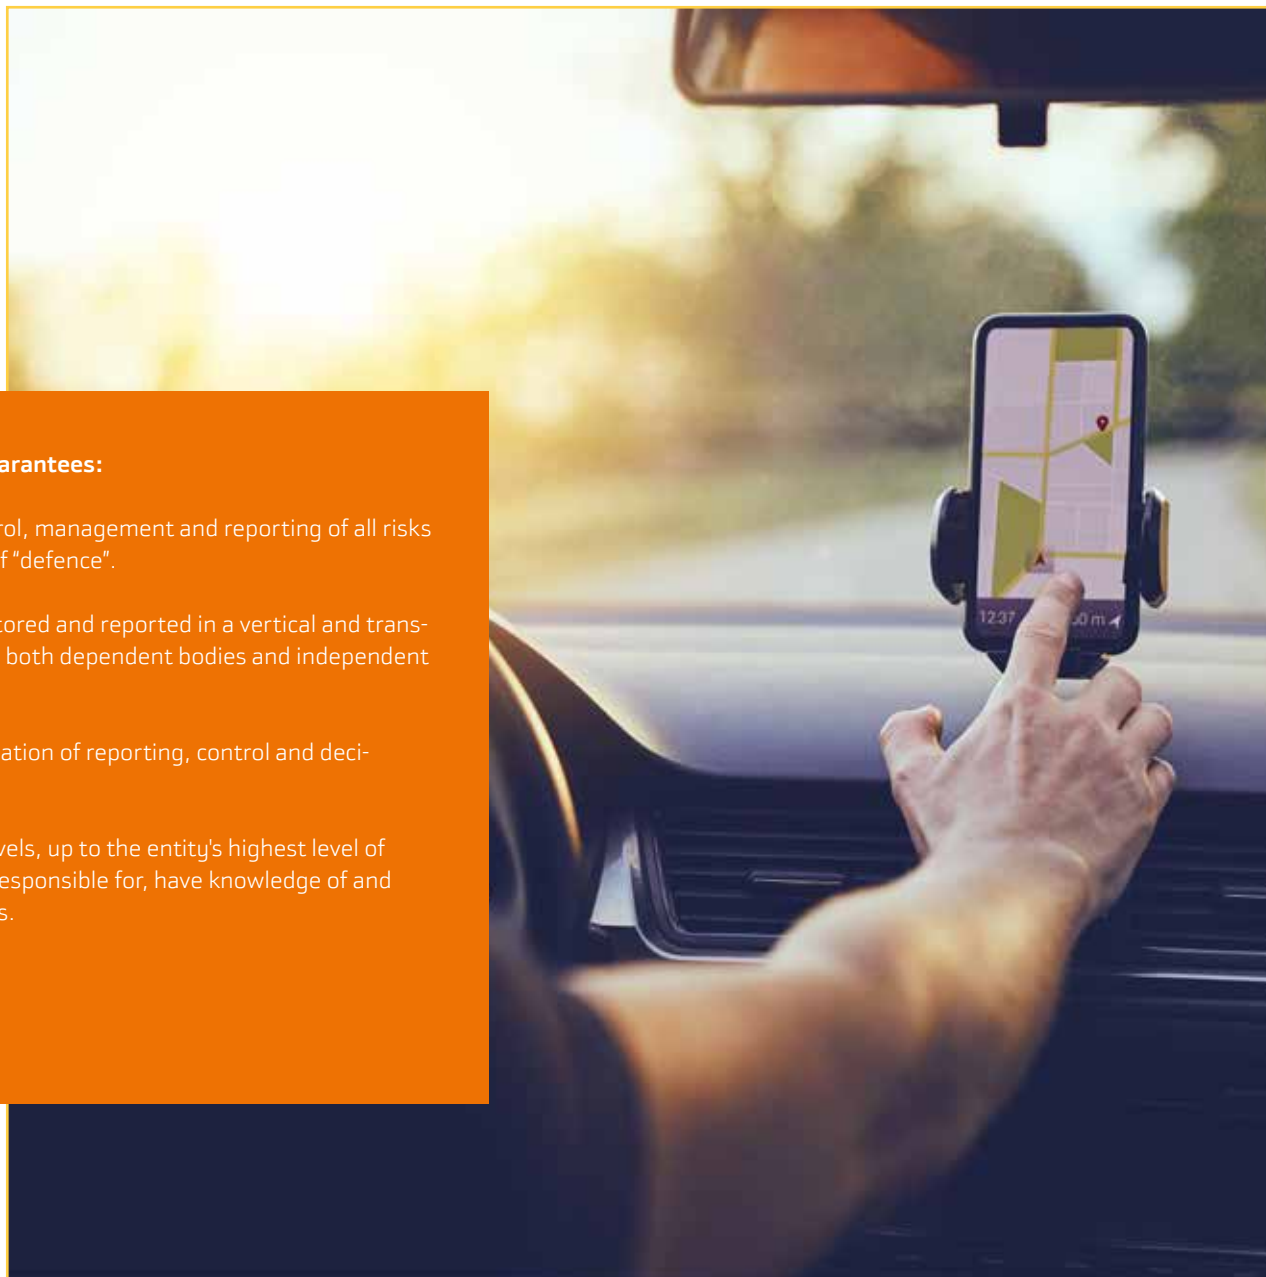 arantees:
rol, management and reporting of all risks
f “defence”.
tored and reported in a vertical and trans-
both dependent bodies and independent
ation of reporting, control and deci-
vels, up to the entity's highest level of
responsible for, have knowledge of and
s.
12:37
0 m